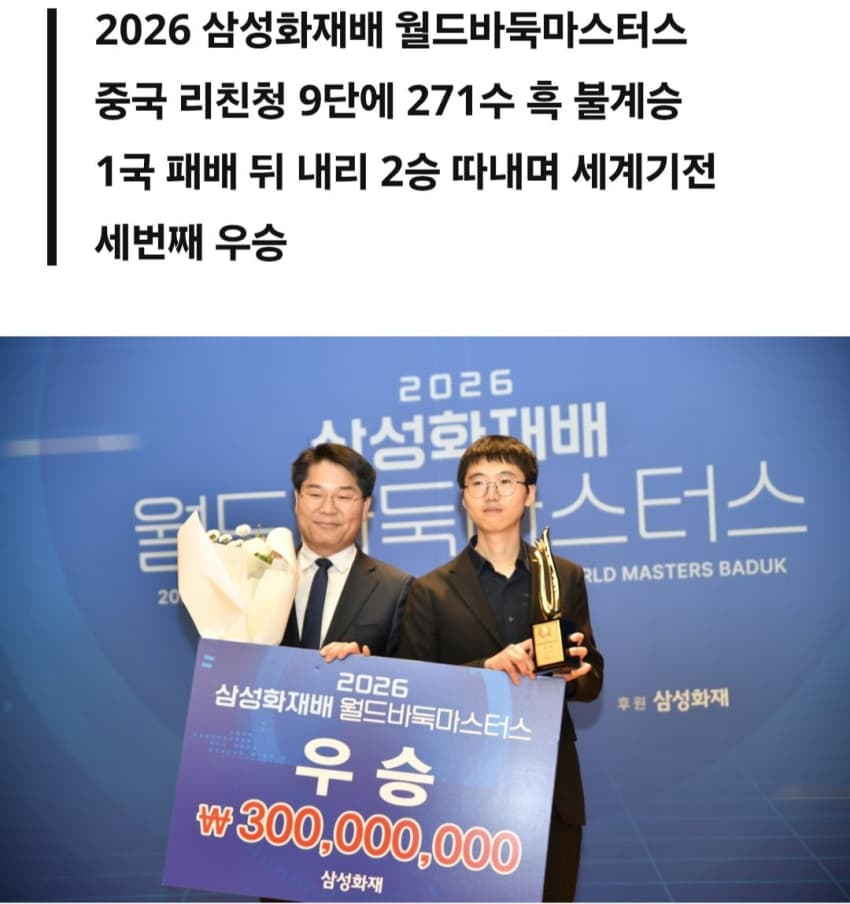 2026 삼성화재배 월드바둑마스터스
중국 리친청 9단에 271수 흑 불계승
1국 패배 뒤 내리 2승 따내며 세계기전
세번째 우승
2026
삼성화재배
월드바둑마스터스
20
RLD MASTERS BADUK
후원 삼성화재
2026
삼성화재배 월드바둑마스터스
우승
₩300,000,000
삼성화재